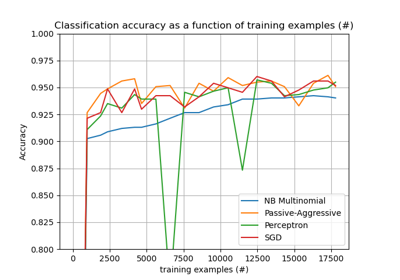 Classification accuracy as a function of training examples (#)
1.000
0.975
0.950
0.925
0.900
0.875
0.850
0.825
0.800
Accuracy
NB Multinomial
Passive-Aggressive
Perceptron
SGD
0 2500 5000 7500 10000 12500 15000 17500
training examples (#)